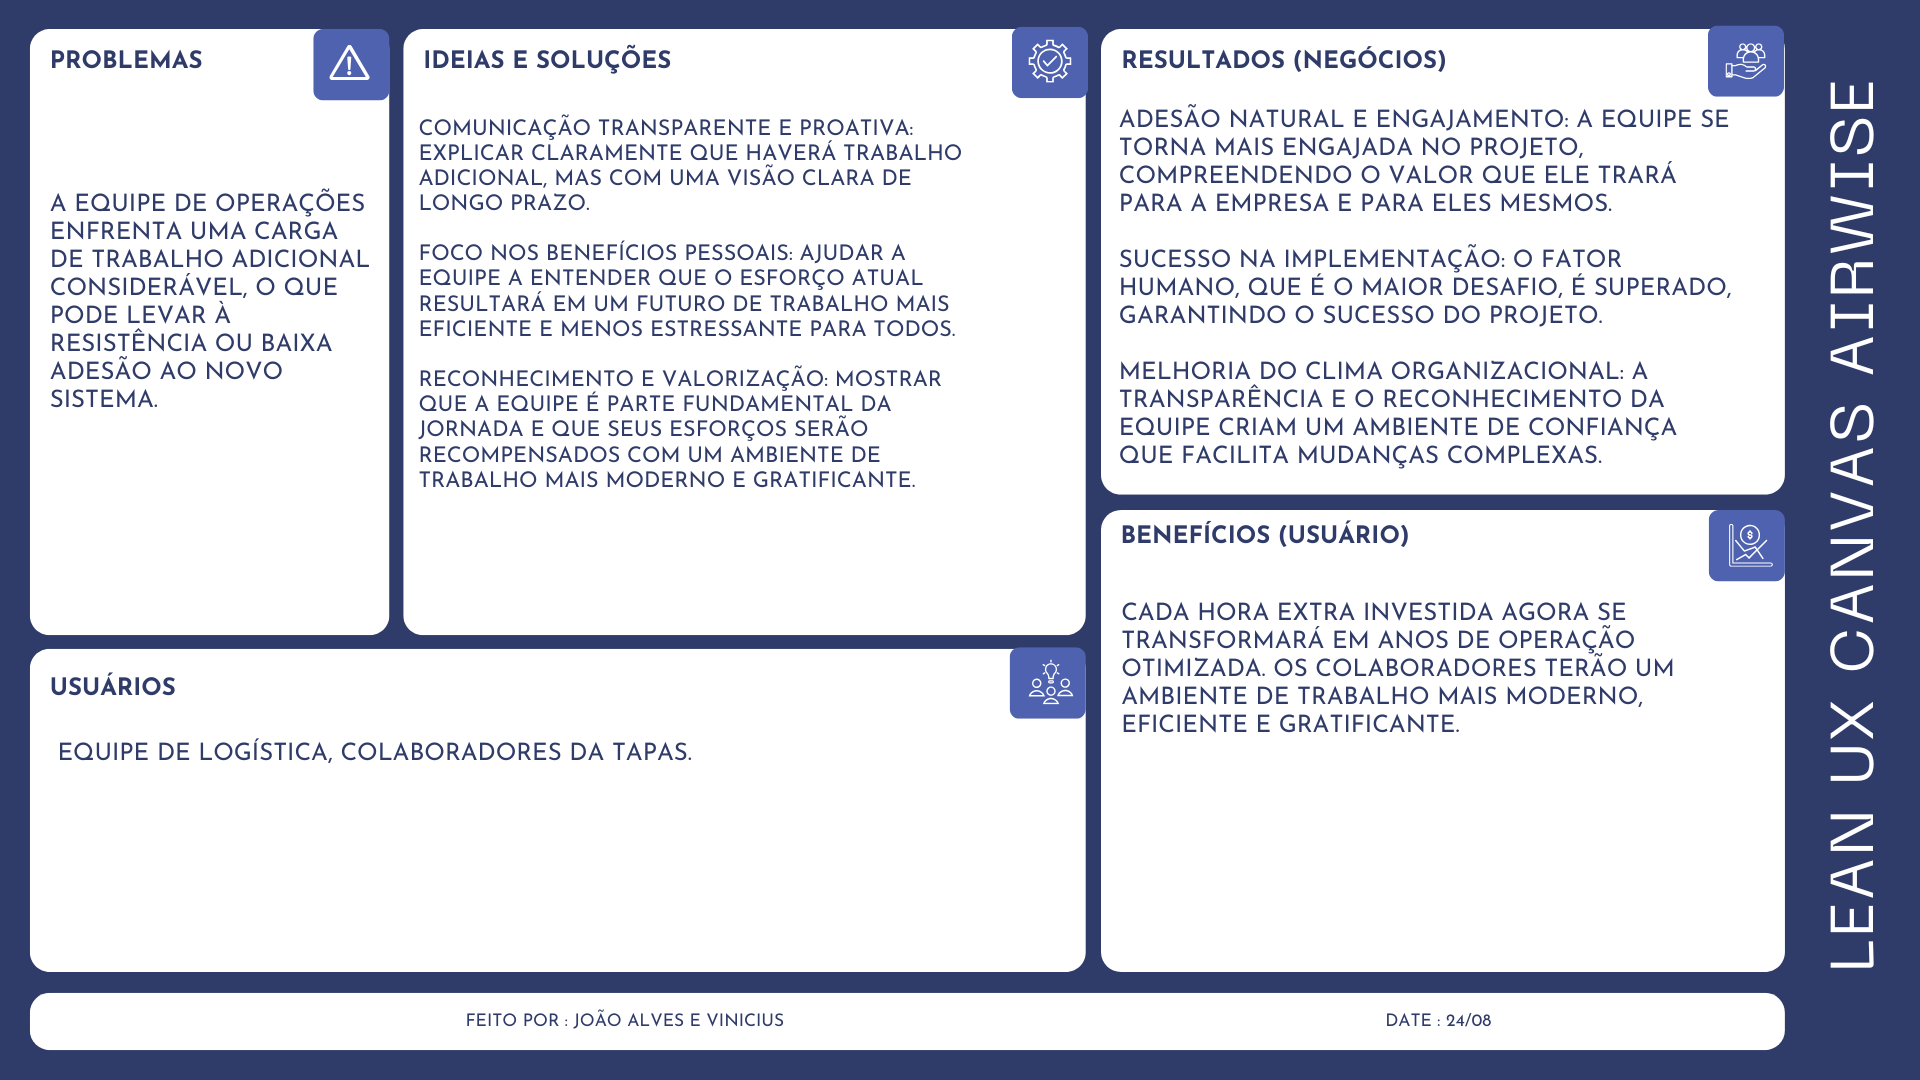 PROBLEMAS
A EQUIPE DE OPERAÇÕES
ENFRENTA UMA CARGA
DE TRABALHO ADICIONAL
CONSIDERÁVEL, O QUE
PODE LEVAR À
RESISTÊNCIA OU BAIXA
ADESÃO AO NOVO
SISTEMA.
IDEIAS E SOLUÇÕES
COMUNICAÇÃO TRANSPARENTE E PROATIVA:
EXPLICAR CLARAMENTE QUE HAVERÁ TRABALHO
ADICIONAL, MAS COM UMA VISÃO CLARA DE
LONGO PRAZO.
FOCO NOS BENEFÍCIOS PESSOAIS: AJUDAR A
EQUIPE A ENTENDER QUE O ESFORÇO ATUAL
RESULTARÁ EM UM FUTURO DE TRABALHO MAIS
EFICIENTE E MENOS ESTRESSANTE PARA TODOS.
RECONHECIMENTO E VALORIZAÇÃO: MOSTRAR
QUE A EQUIPE É PARTE FUNDAMENTAL DA
JORNADA E QUE SEUS ESFORÇOS SERÃO
RECOMPENSADOS COM UM AMBIENTE DE
TRABALHO MAIS MODERNO E GRATIFICANTE.
RESULTADOS (NEGÓCIOS)
ADESÃO NATURAL E ENGAJAMENTO: A EQUIPE SE
TORNA MAIS ENGAJADA NO PROJETO,
COMPREENDENDO O VALOR QUE ELE TRARÁ
PARA A EMPRESA E PARA ELES MESMOS.
SUCESSO NA IMPLEMENTAÇÃO: O FATOR
HUMANO, QUE É O MAIOR DESAFIO, É SUPERADO,
GARANTINDO O SUCESSO DO PROJETO.
MELHORIA DO CLIMA ORGANIZACIONAL: A
TRANSPARÊNCIA E O RECONHECIMENTO DA
EQUIPE CRIAM UM AMBIENTE DE CONFIANÇA
QUE FACILITA MUDANÇAS COMPLEXAS.
BENEFÍCIOS (USUÁRIO)
CADA HORA EXTRA INVESTIDA AGORA SE
TRANSFORMARÁ EM ANOS DE OPERAÇÃO
OTIMIZADA. OS COLABORADORES TERÃO UM
AMBIENTE DE TRABALHO MAIS MODERNO,
EFICIENTE E GRATIFICANTE.
USUÁRIOS
EQUIPE DE LOGÍSTICA, COLABORADORES DA TAPAS.
FEITO POR : JOÃO ALVES E VINICIUS
DATE : 24/08
LEAN UX CANVAS AIRWISE